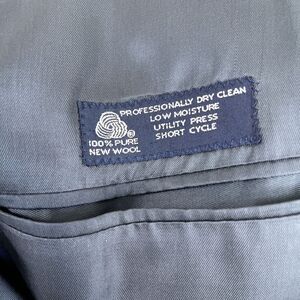 PROFESSIONALLY DRY CLEAN
LOW MOISTURE
UTILITY PRESS
SHORT CYCLE
100% PURE
NEW WOOL